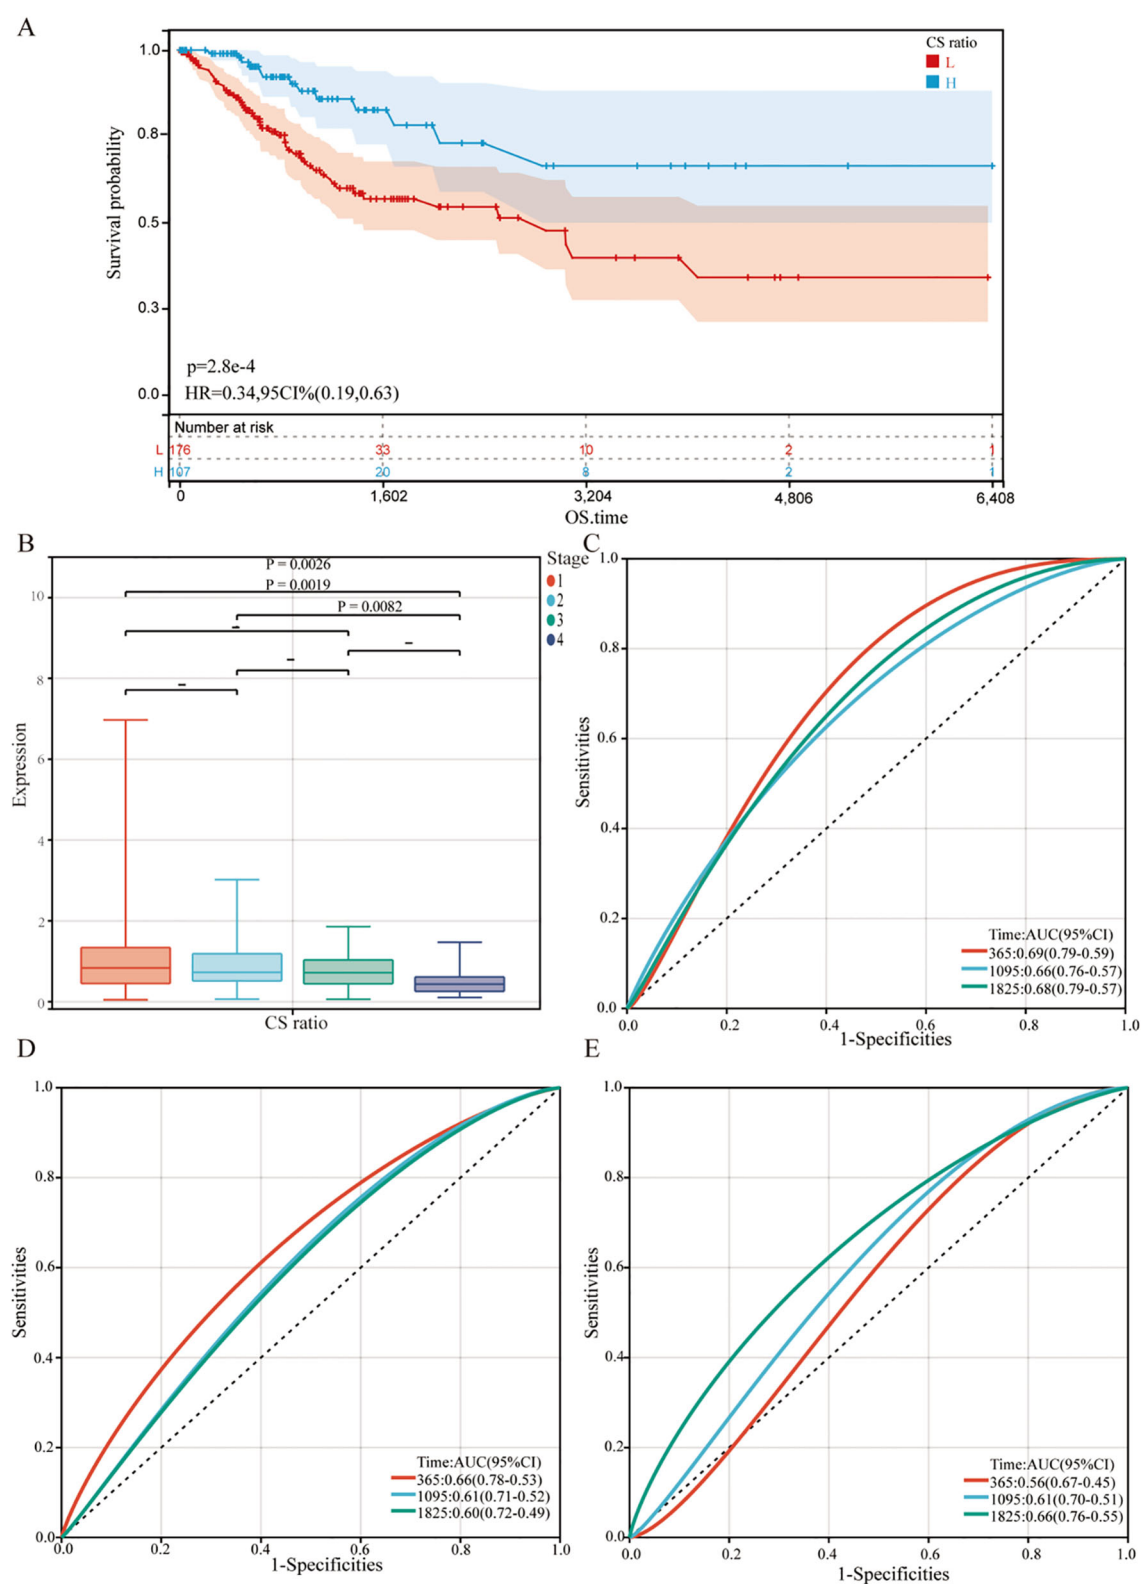 A
1.0
0.8
0.5
0.3
0.0
Survival probability
CS ratio
L
H
p=2.8e-4
HR=0.34,95CI%(0.19,0.63)
Number at risk
L 176 33 10 2 1
H 107 20 8 2 1
0 1,602 3,204 4,806 6,408
OS.time
B
10
8
6
4
2
0
Expression
P = 0.0026
P = 0.0019
P = 0.0082
–
–
–
–
CS ratio
Stage
1
2
3
4
C
1.0
0.8
0.6
0.4
0.2
0.0
Sensitivities
Time:AUC(95%CI)
365:0.69(0.79-0.59)
1095:0.66(0.76-0.57)
1825:0.68(0.79-0.57)
0.0 0.2 0.4 0.6 0.8 1.0
1-Specificities
D
1.0
0.8
0.6
0.4
0.2
0.0
Sensitivities
Time:AUC(95%CI)
365:0.66(0.78-0.53)
1095:0.61(0.71-0.52)
1825:0.60(0.72-0.49)
0.0 0.2 0.4 0.6 0.8 1.0
1-Specificities
E
1.0
0.8
0.6
0.4
0.2
0.0
Sensitivities
Time:AUC(95%CI)
365:0.56(0.67-0.45)
1095:0.61(0.70-0.51)
1825:0.66(0.76-0.55)
0.0 0.2 0.4 0.6 0.8 1.0
1-Specificities